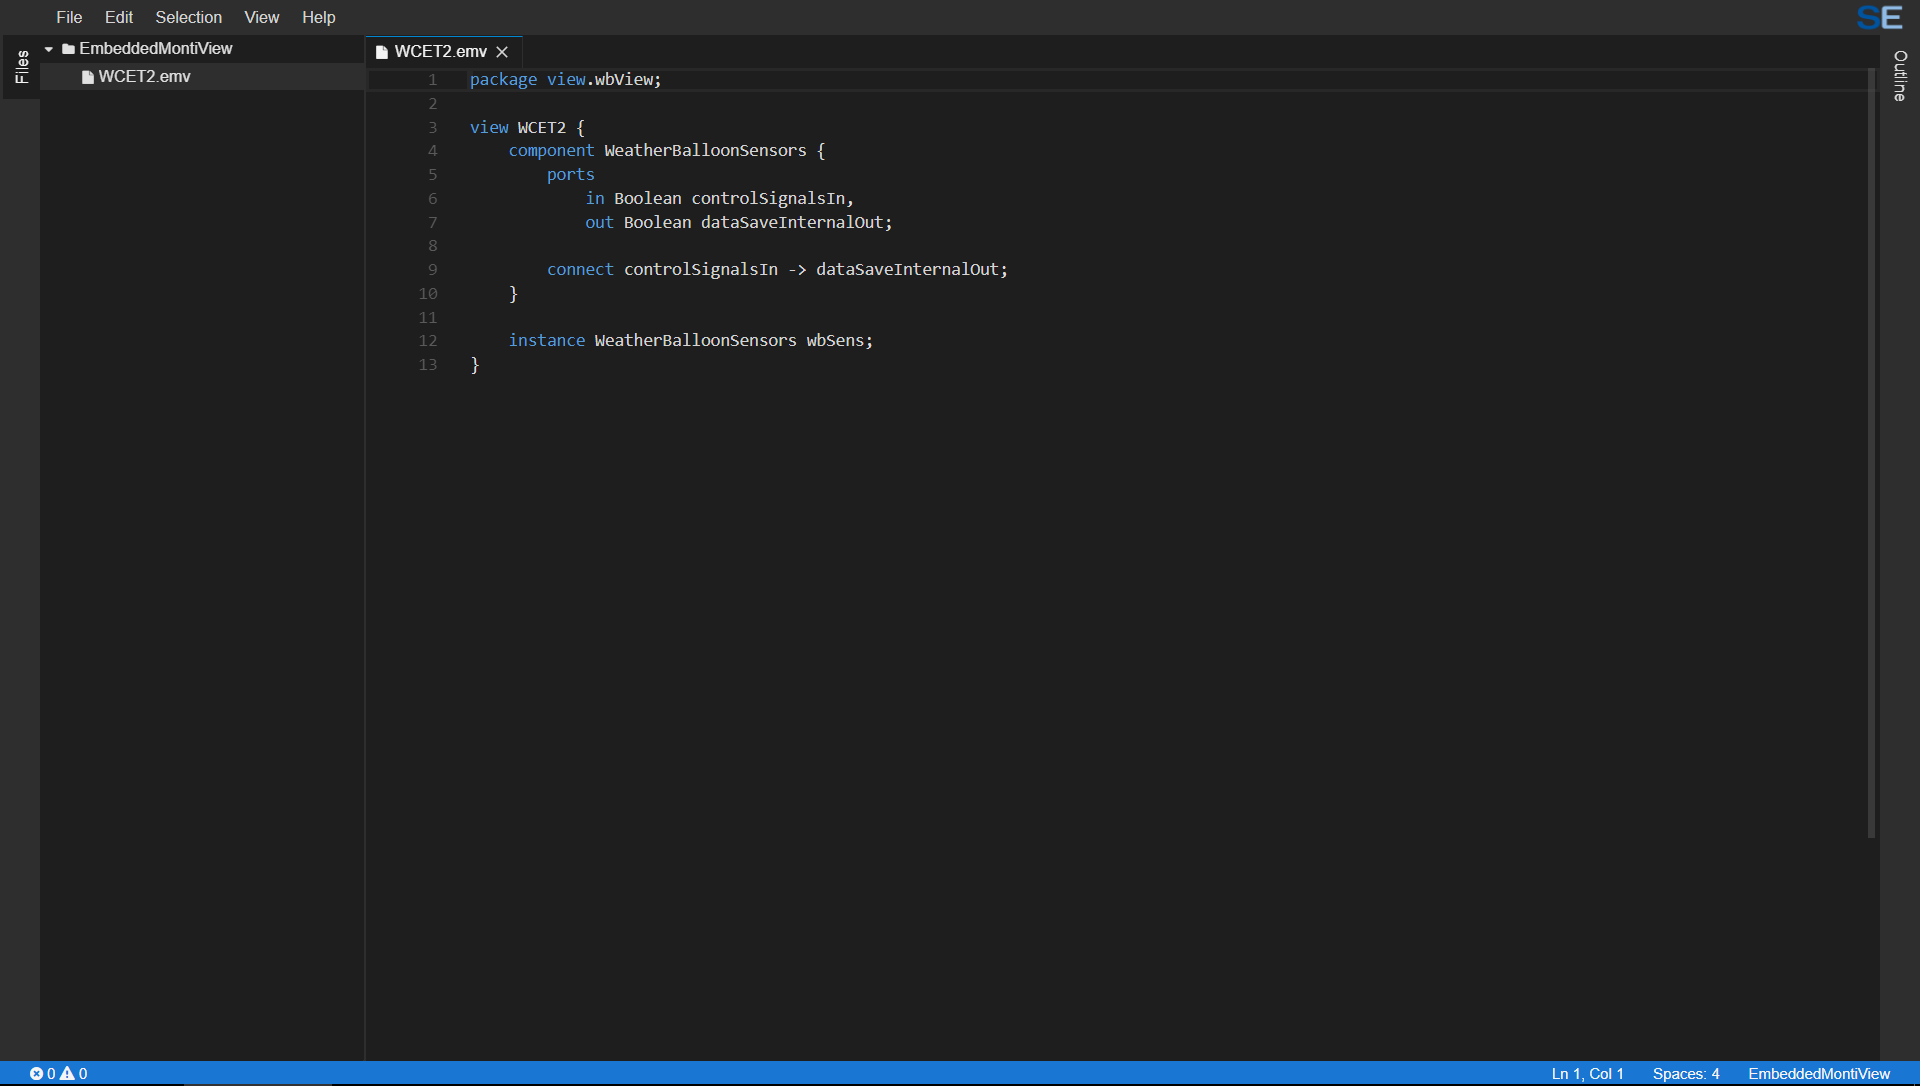 File Edit Selection View Help
SE
Files
EmbeddedMontiView
WCET2.emv
WCET2.emv
Outline
1 package view.wbView;
2
3 view WCET2 {
4 component WeatherBalloonSensors {
5 ports
6 in Boolean controlSignalsIn,
7 out Boolean dataSaveInternalOut;
8
9 connect controlSignalsIn -> dataSaveInternalOut;
10 }
11
12 instance WeatherBalloonSensors wbSens;
13 }
0 0
Ln 1, Col 1 Spaces: 4 EmbeddedMontiView